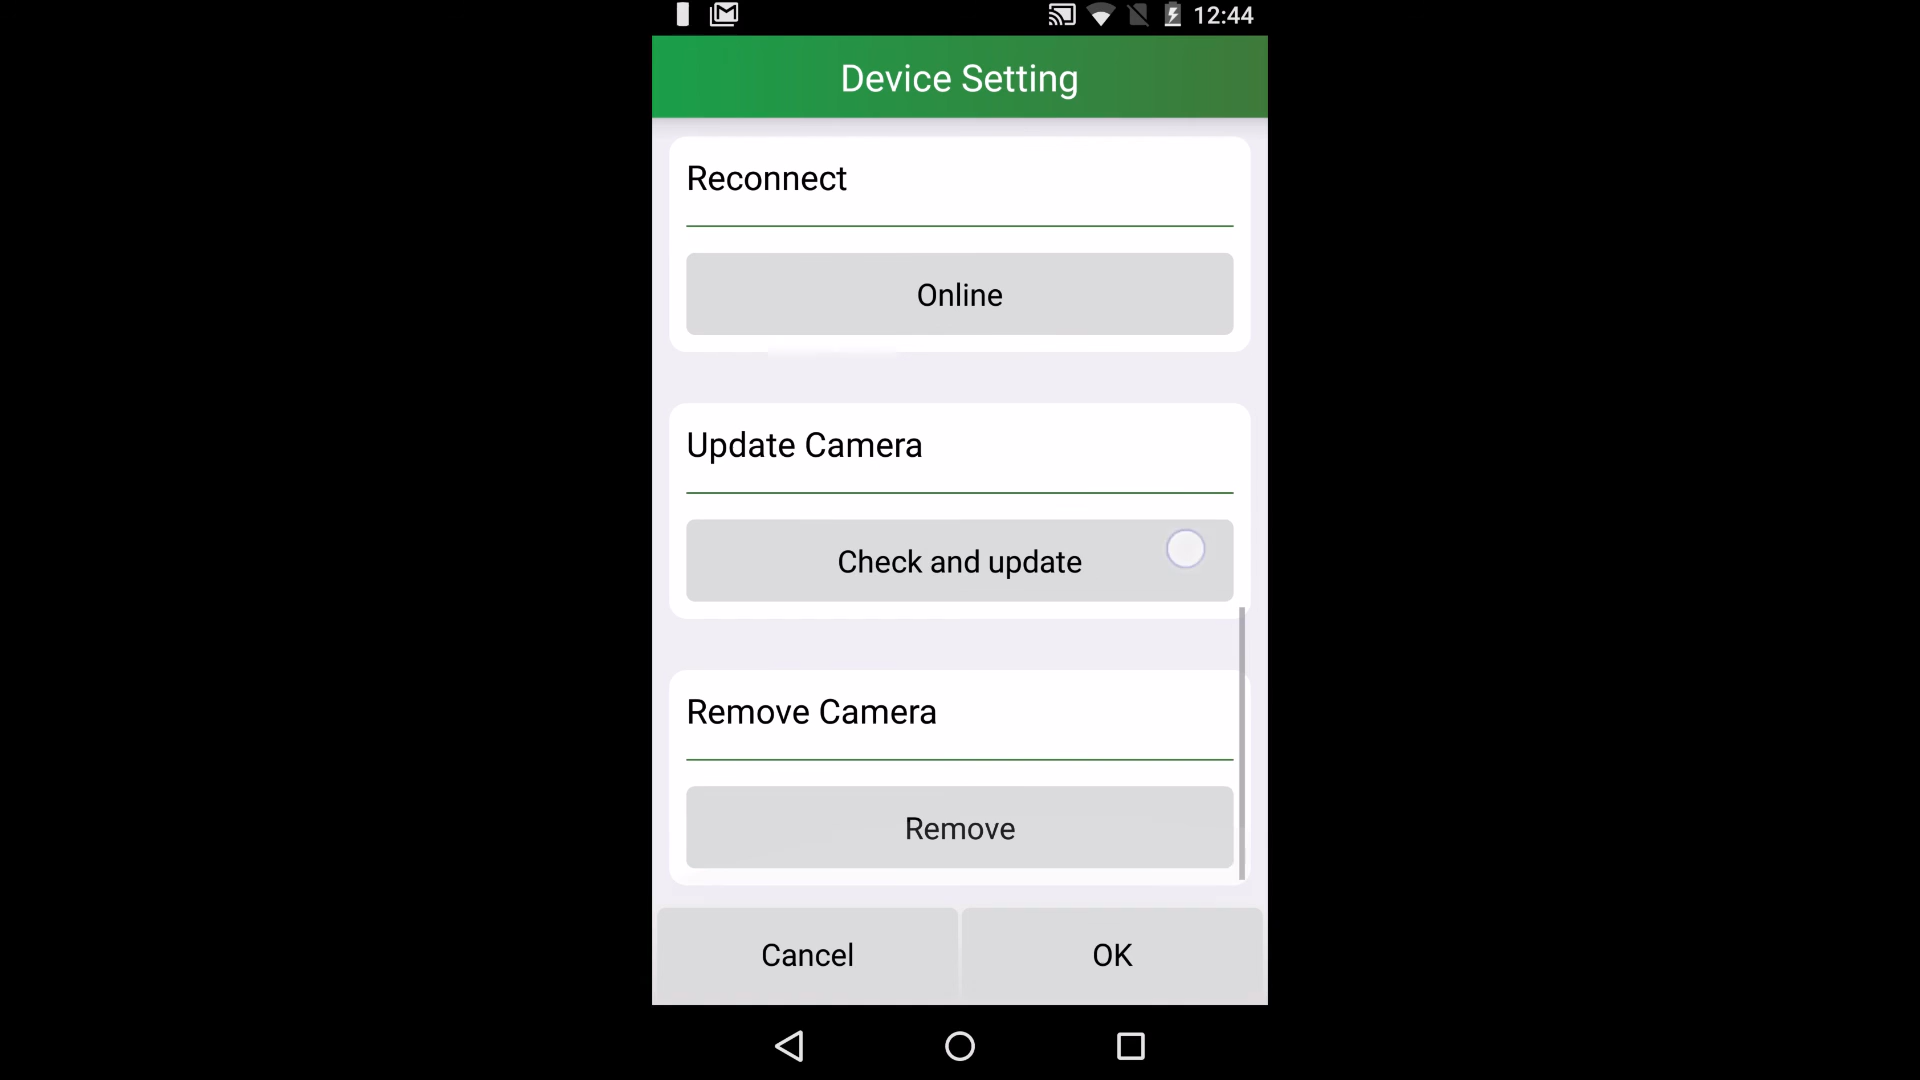 12:44
Device Setting
Reconnect
Online
Update Camera
Check and update
Remove Camera
Remove
Cancel
OK